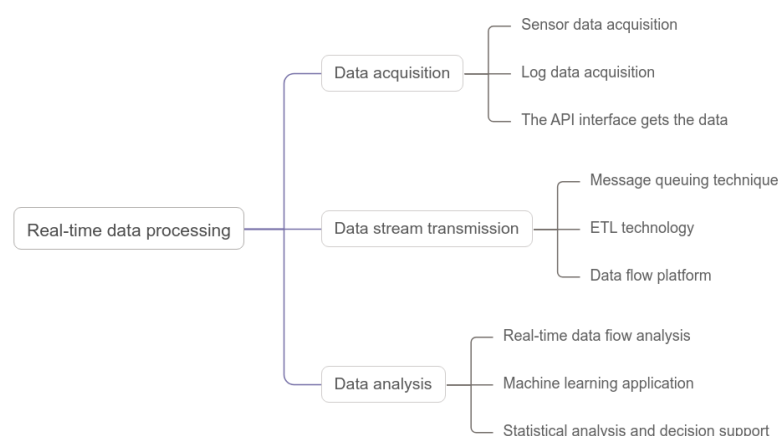 Real-time data processing
Data acquisition
Sensor data acquisition
Log data acquisition
The API interface gets the data
Data stream transmission
Message queuing technique
ETL technology
Data flow platform
Data analysis
Real-time data flow analysis
Machine learning application
Statistical analysis and decision support